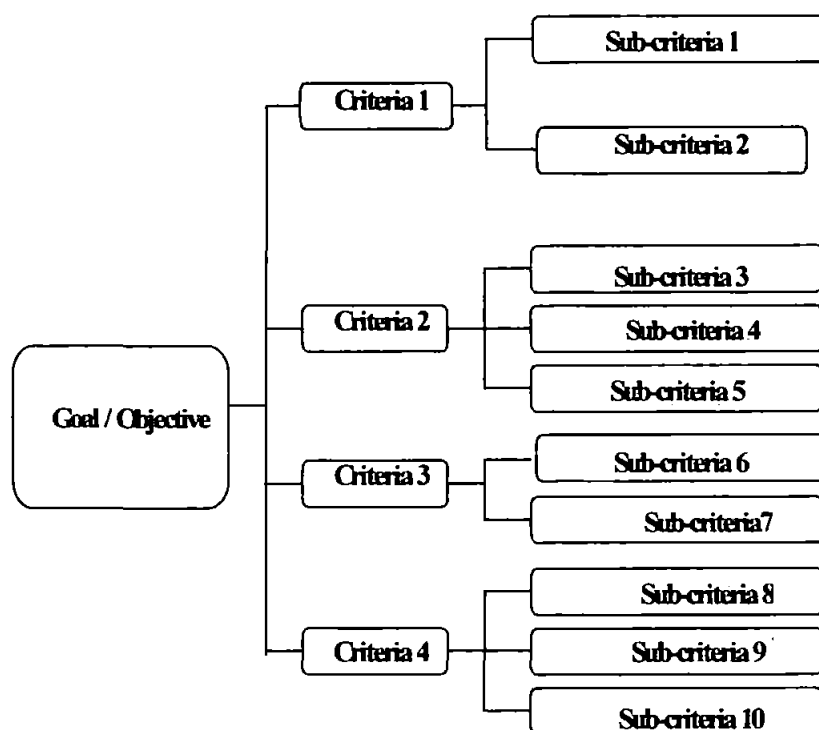 Sub-criteria 1
Criteria 1
Sub-criteria 2
Sub-criteria 3
Criteria 2
Sub-criteria 4
Sub-criteria 5
Goal / Objective
Sub-criteria 6
Criteria 3
Sub-criteria7
Sub-criteria 8
Criteria 4
Sub-criteria 9
Sub-criteria 10